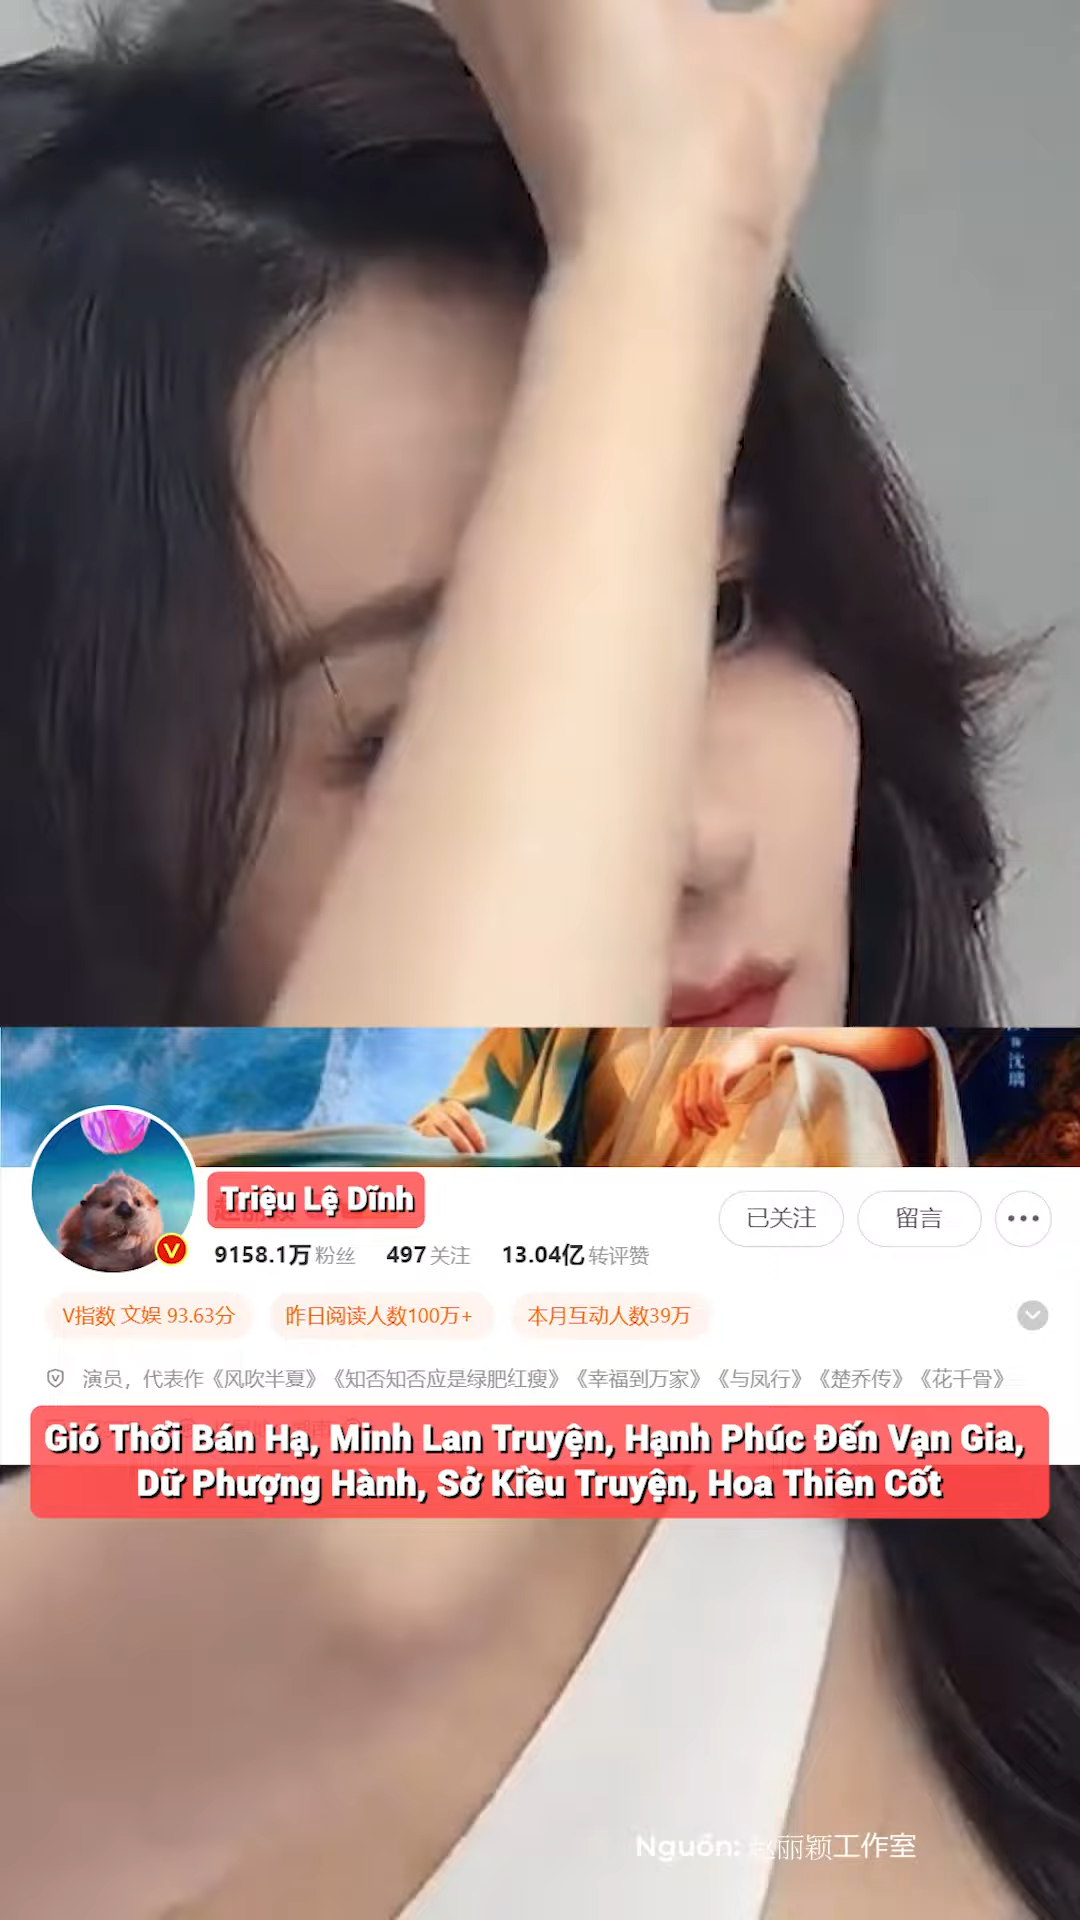 沈璃
Triệu Lệ Dĩnh
9158.1万 粉丝 497 关注 13.04亿 转评赞
已关注
留言
V指数 文娱 93.63分
昨日阅读人数100万+
本月互动人数39万
演员，代表作《风吹半夏》《知否知否应是绿肥红瘦》《幸福到万家》《与凤行》《楚乔传》《花千骨》
Gió Thổi Bán Hạ, Minh Lan Truyện, Hạnh Phúc Đến Vạn Gia,
Dữ Phượng Hành, Sở Kiều Truyện, Hoa Thiên Cốt
Nguồn: 赵丽颖工作室